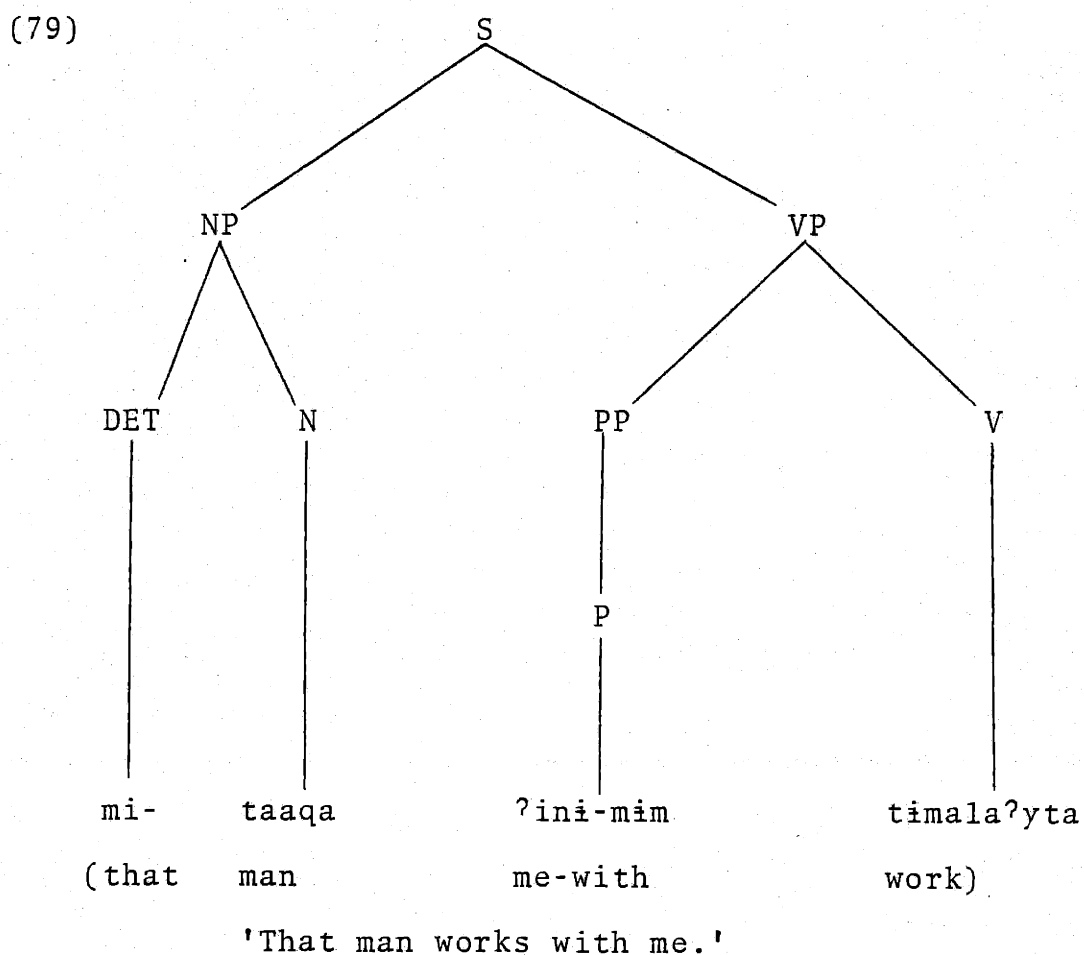 (79)
S
NP VP
DET N PP V
P
mi- taaqa ʔinɨ-mɨm tɨmalaʔyta
(that man me-with work)
'That man works with me.'